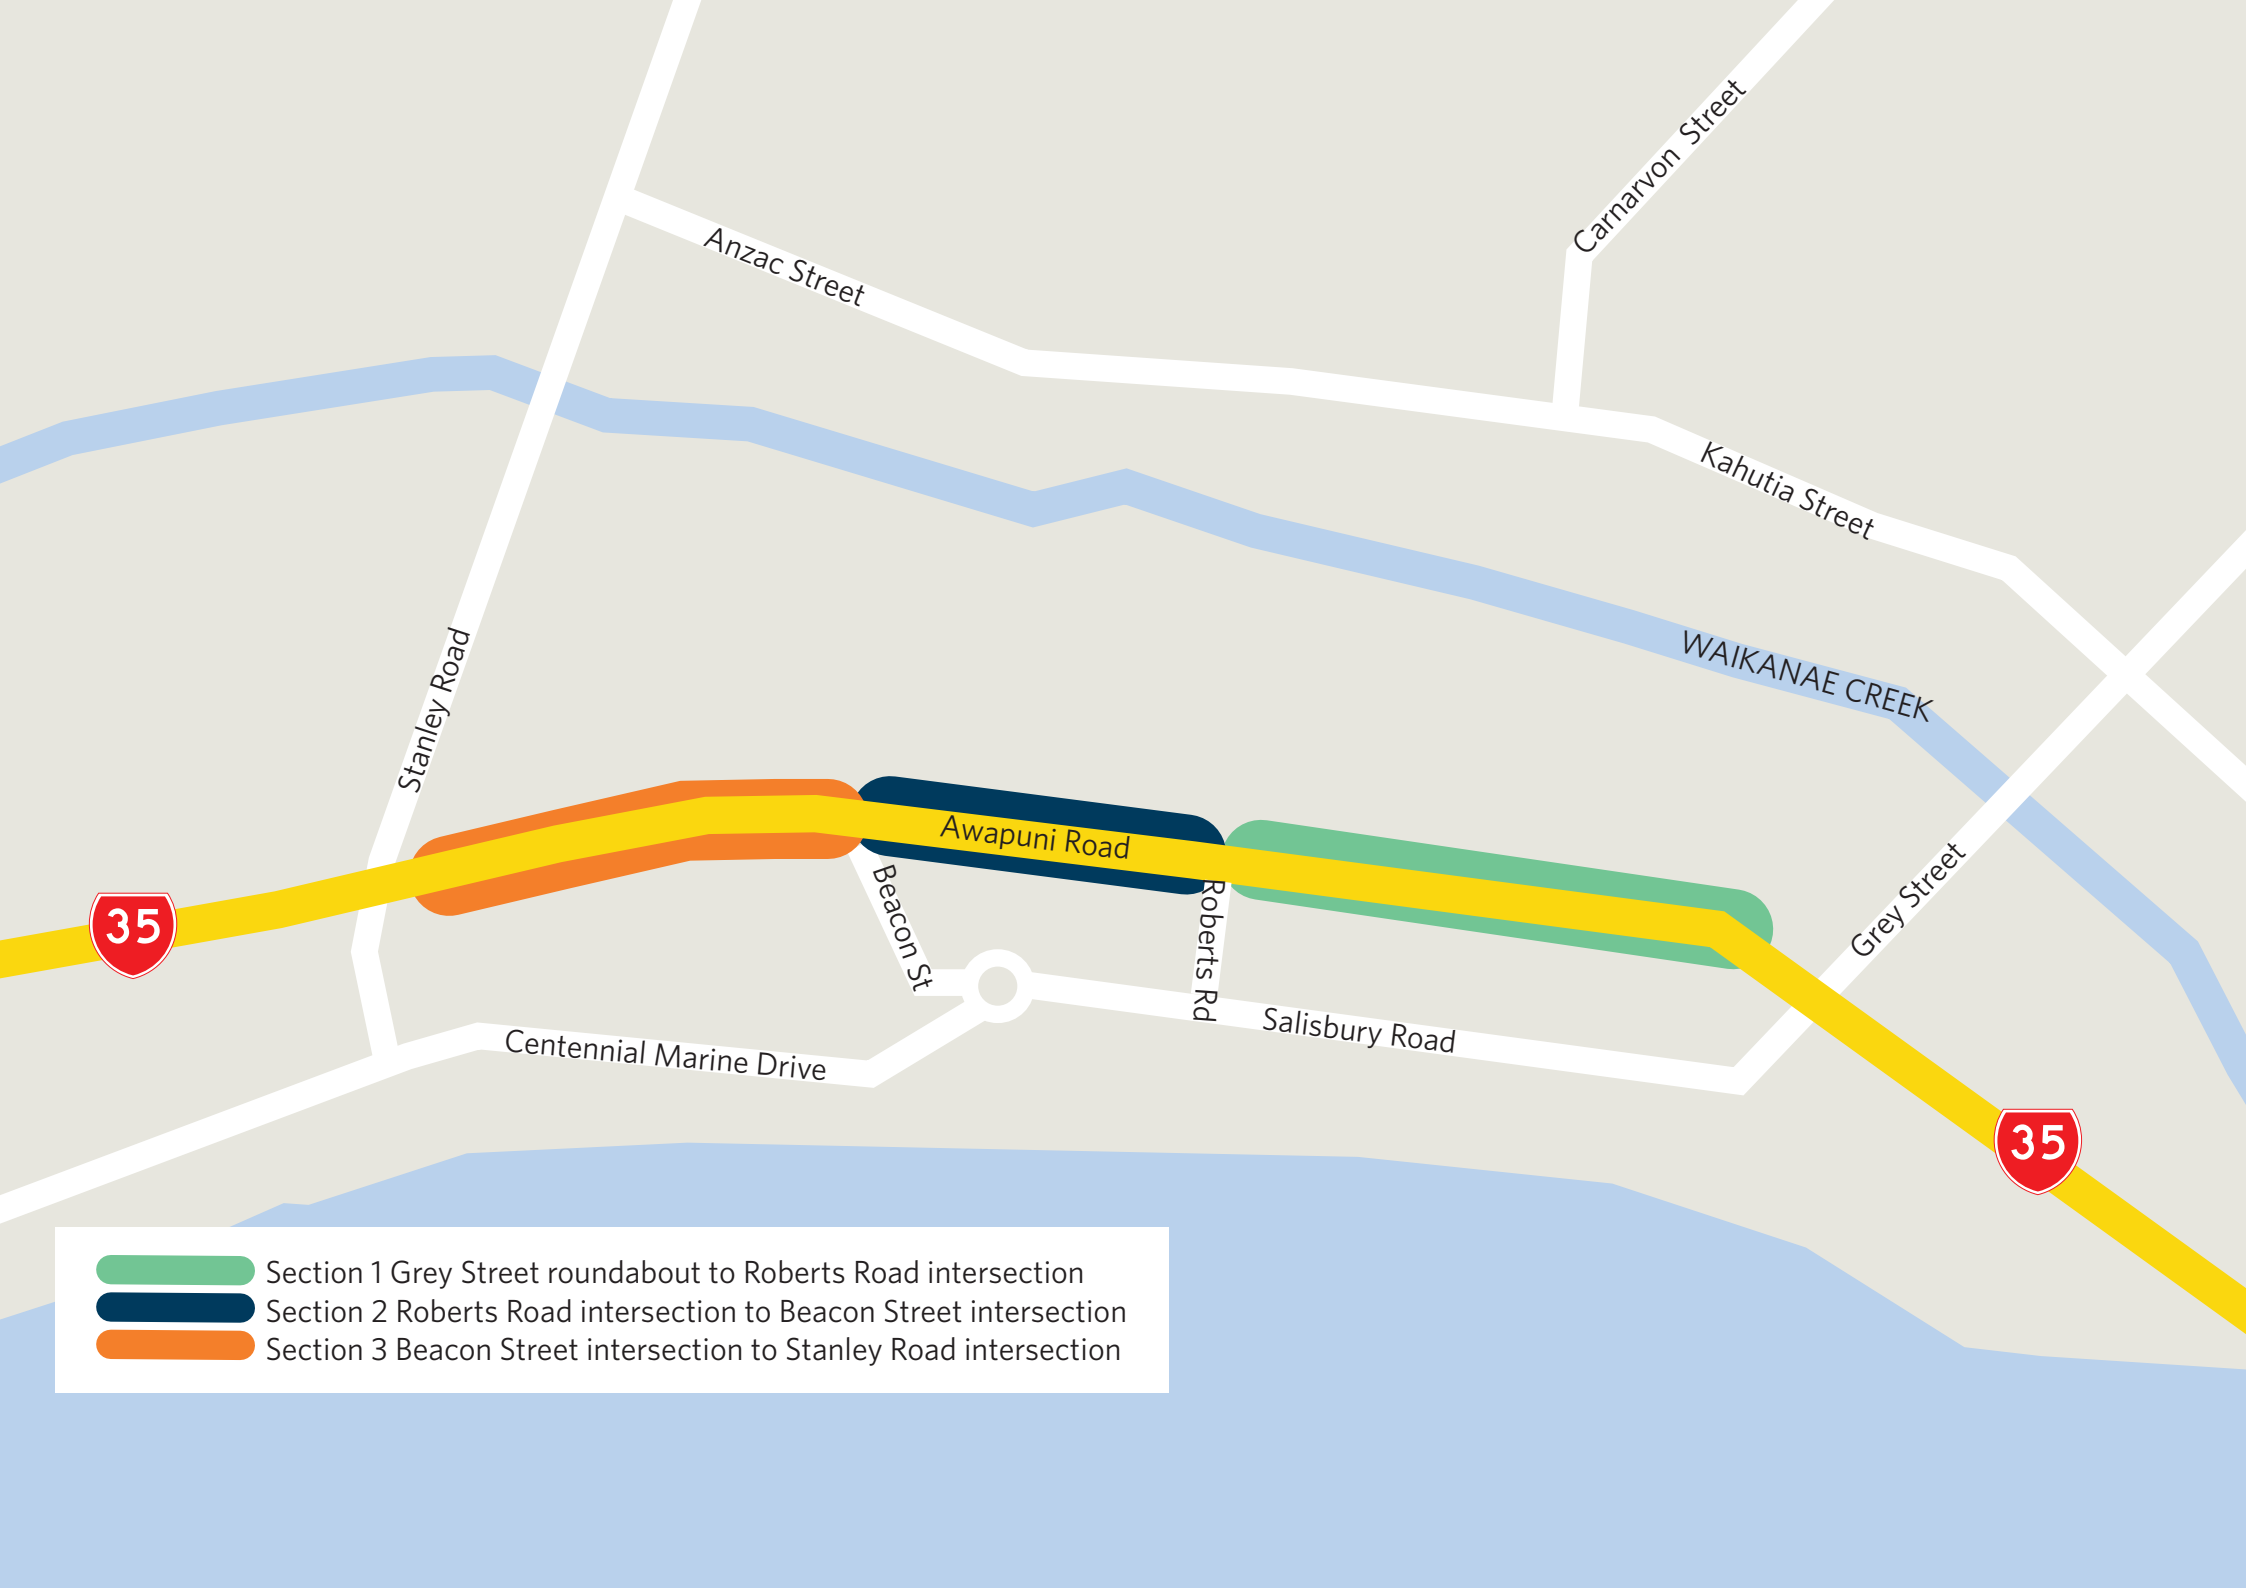 Carnarvon Street
Anzac Street
Kahutia Street
WAIKANAE CREEK
Stanley Road
Awapuni Road
Grey Street
Beacon St
Roberts Rd
35
Salisbury Road
Centennial Marine Drive
35
Section 1 Grey Street roundabout to Roberts Road intersection
Section 2 Roberts Road intersection to Beacon Street intersection
Section 3 Beacon Street intersection to Stanley Road intersection